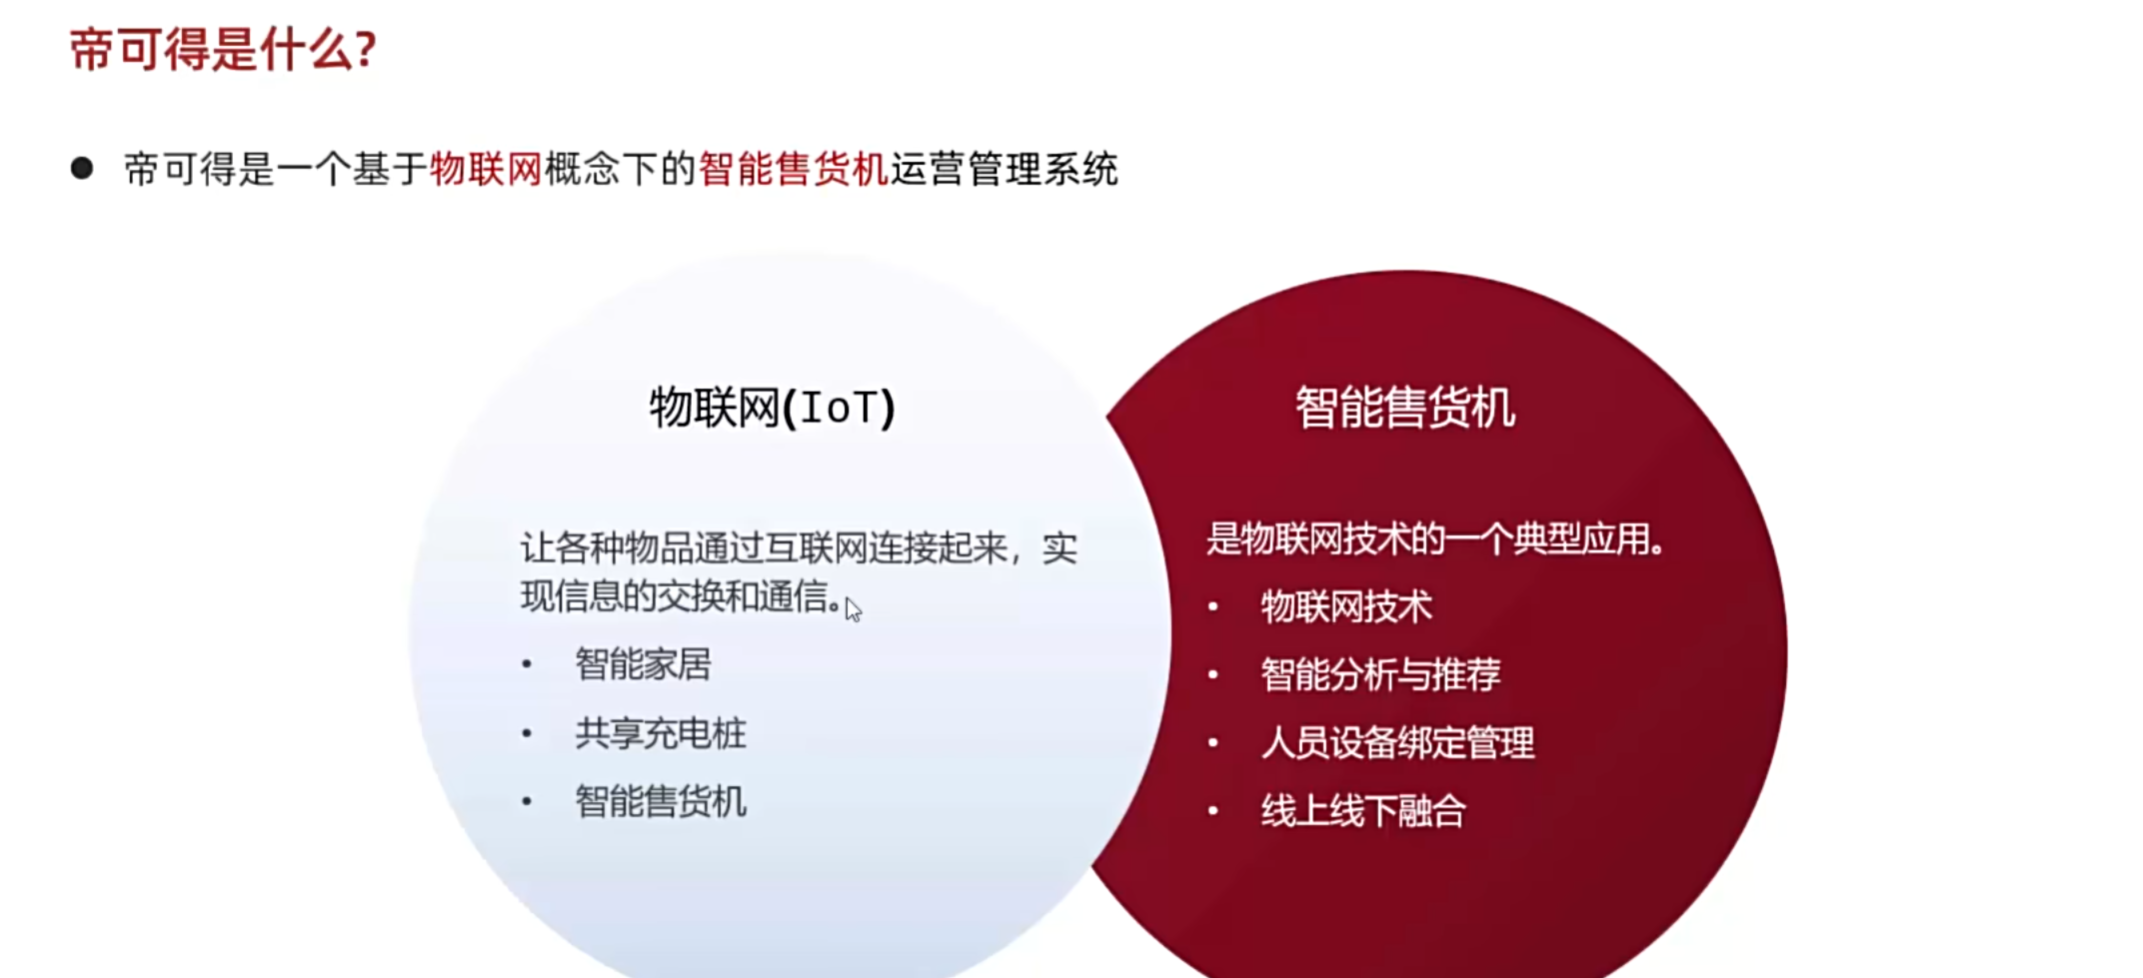 帝可得是什么?
● 帝可得是一个基于物联网概念下的智能售货机运营管理系统
物联网(IoT)
让各种物品通过互联网连接起来，实
现信息的交换和通信。
• 智能家居
• 共享充电桩
• 智能售货机
智能售货机
是物联网技术的一个典型应用。
• 物联网技术
• 智能分析与推荐
• 人员设备绑定管理
• 线上线下融合